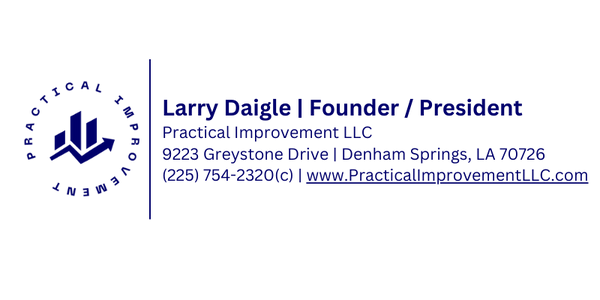 PRACTICAL IMPROVEMENT
Larry Daigle | Founder / President
Practical Improvement LLC
9223 Greystone Drive | Denham Springs, LA 70726
(225) 754-2320(c) | www.PracticalImprovementLLC.com